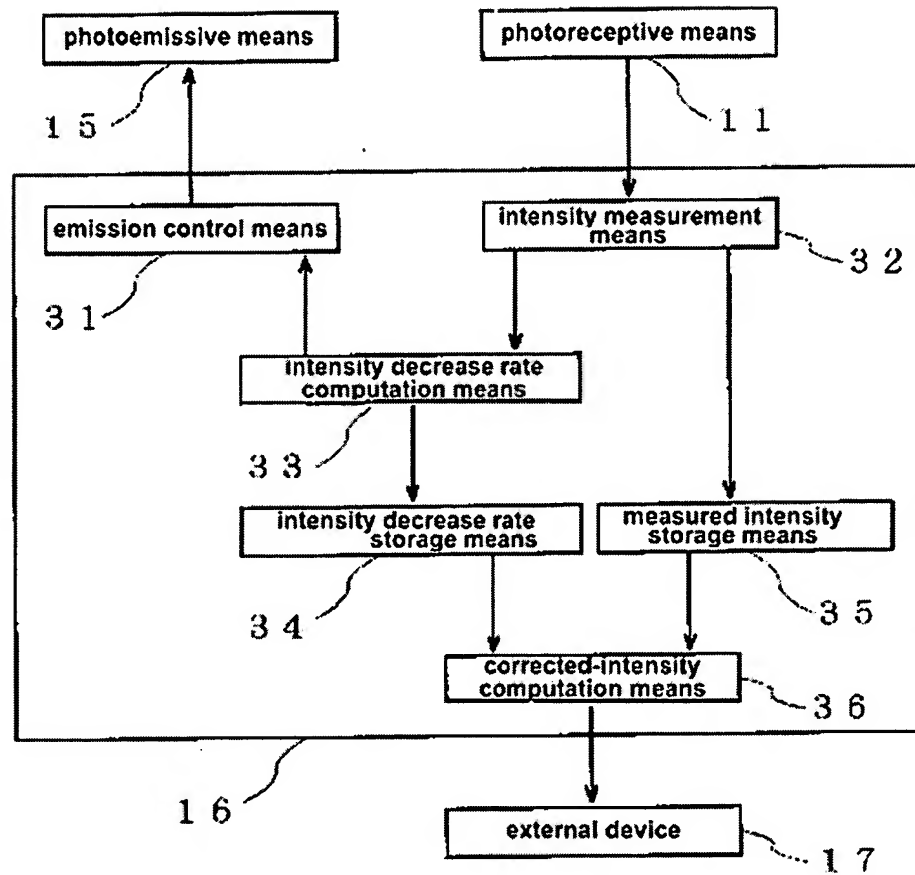 photoemissive means
photoreceptive means
15
11
emission control means
intensity measurement
means
31
32
intensity decrease rate
computation means
33
intensity decrease rate
storage means
measured intensity
storage means
34
35
corrected-intensity
computation means
36
16
external device
17